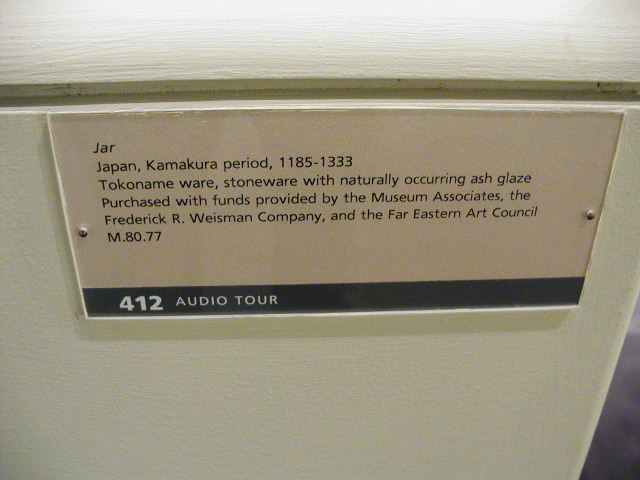 Jar
Japan, Kamakura period, 1185-1333
Tokoname ware, stoneware with naturally occurring ash glaze
Purchased with funds provided by the Museum Associates, the
Frederick R. Weisman Company, and the Far Eastern Art Council
M.80.77
412 AUDIO TOUR